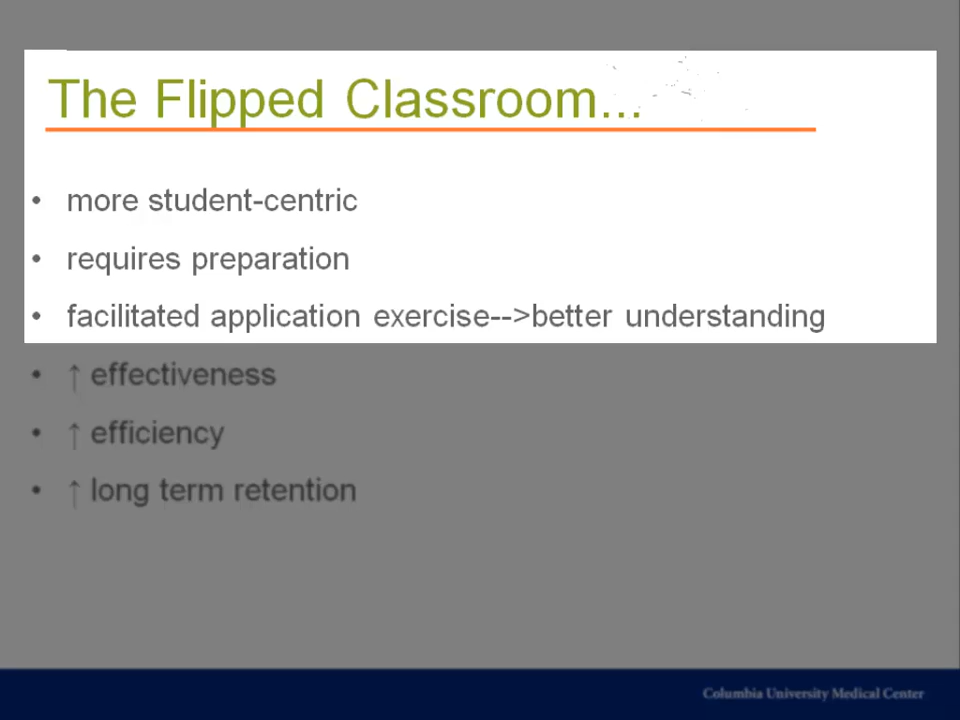 The Flipped Classroom...
• more student-centric
• requires preparation
• facilitated application exercise-->better understanding
• ↑ effectiveness
• ↑ efficiency
• ↑ long term retention
Columbia University Medical Center